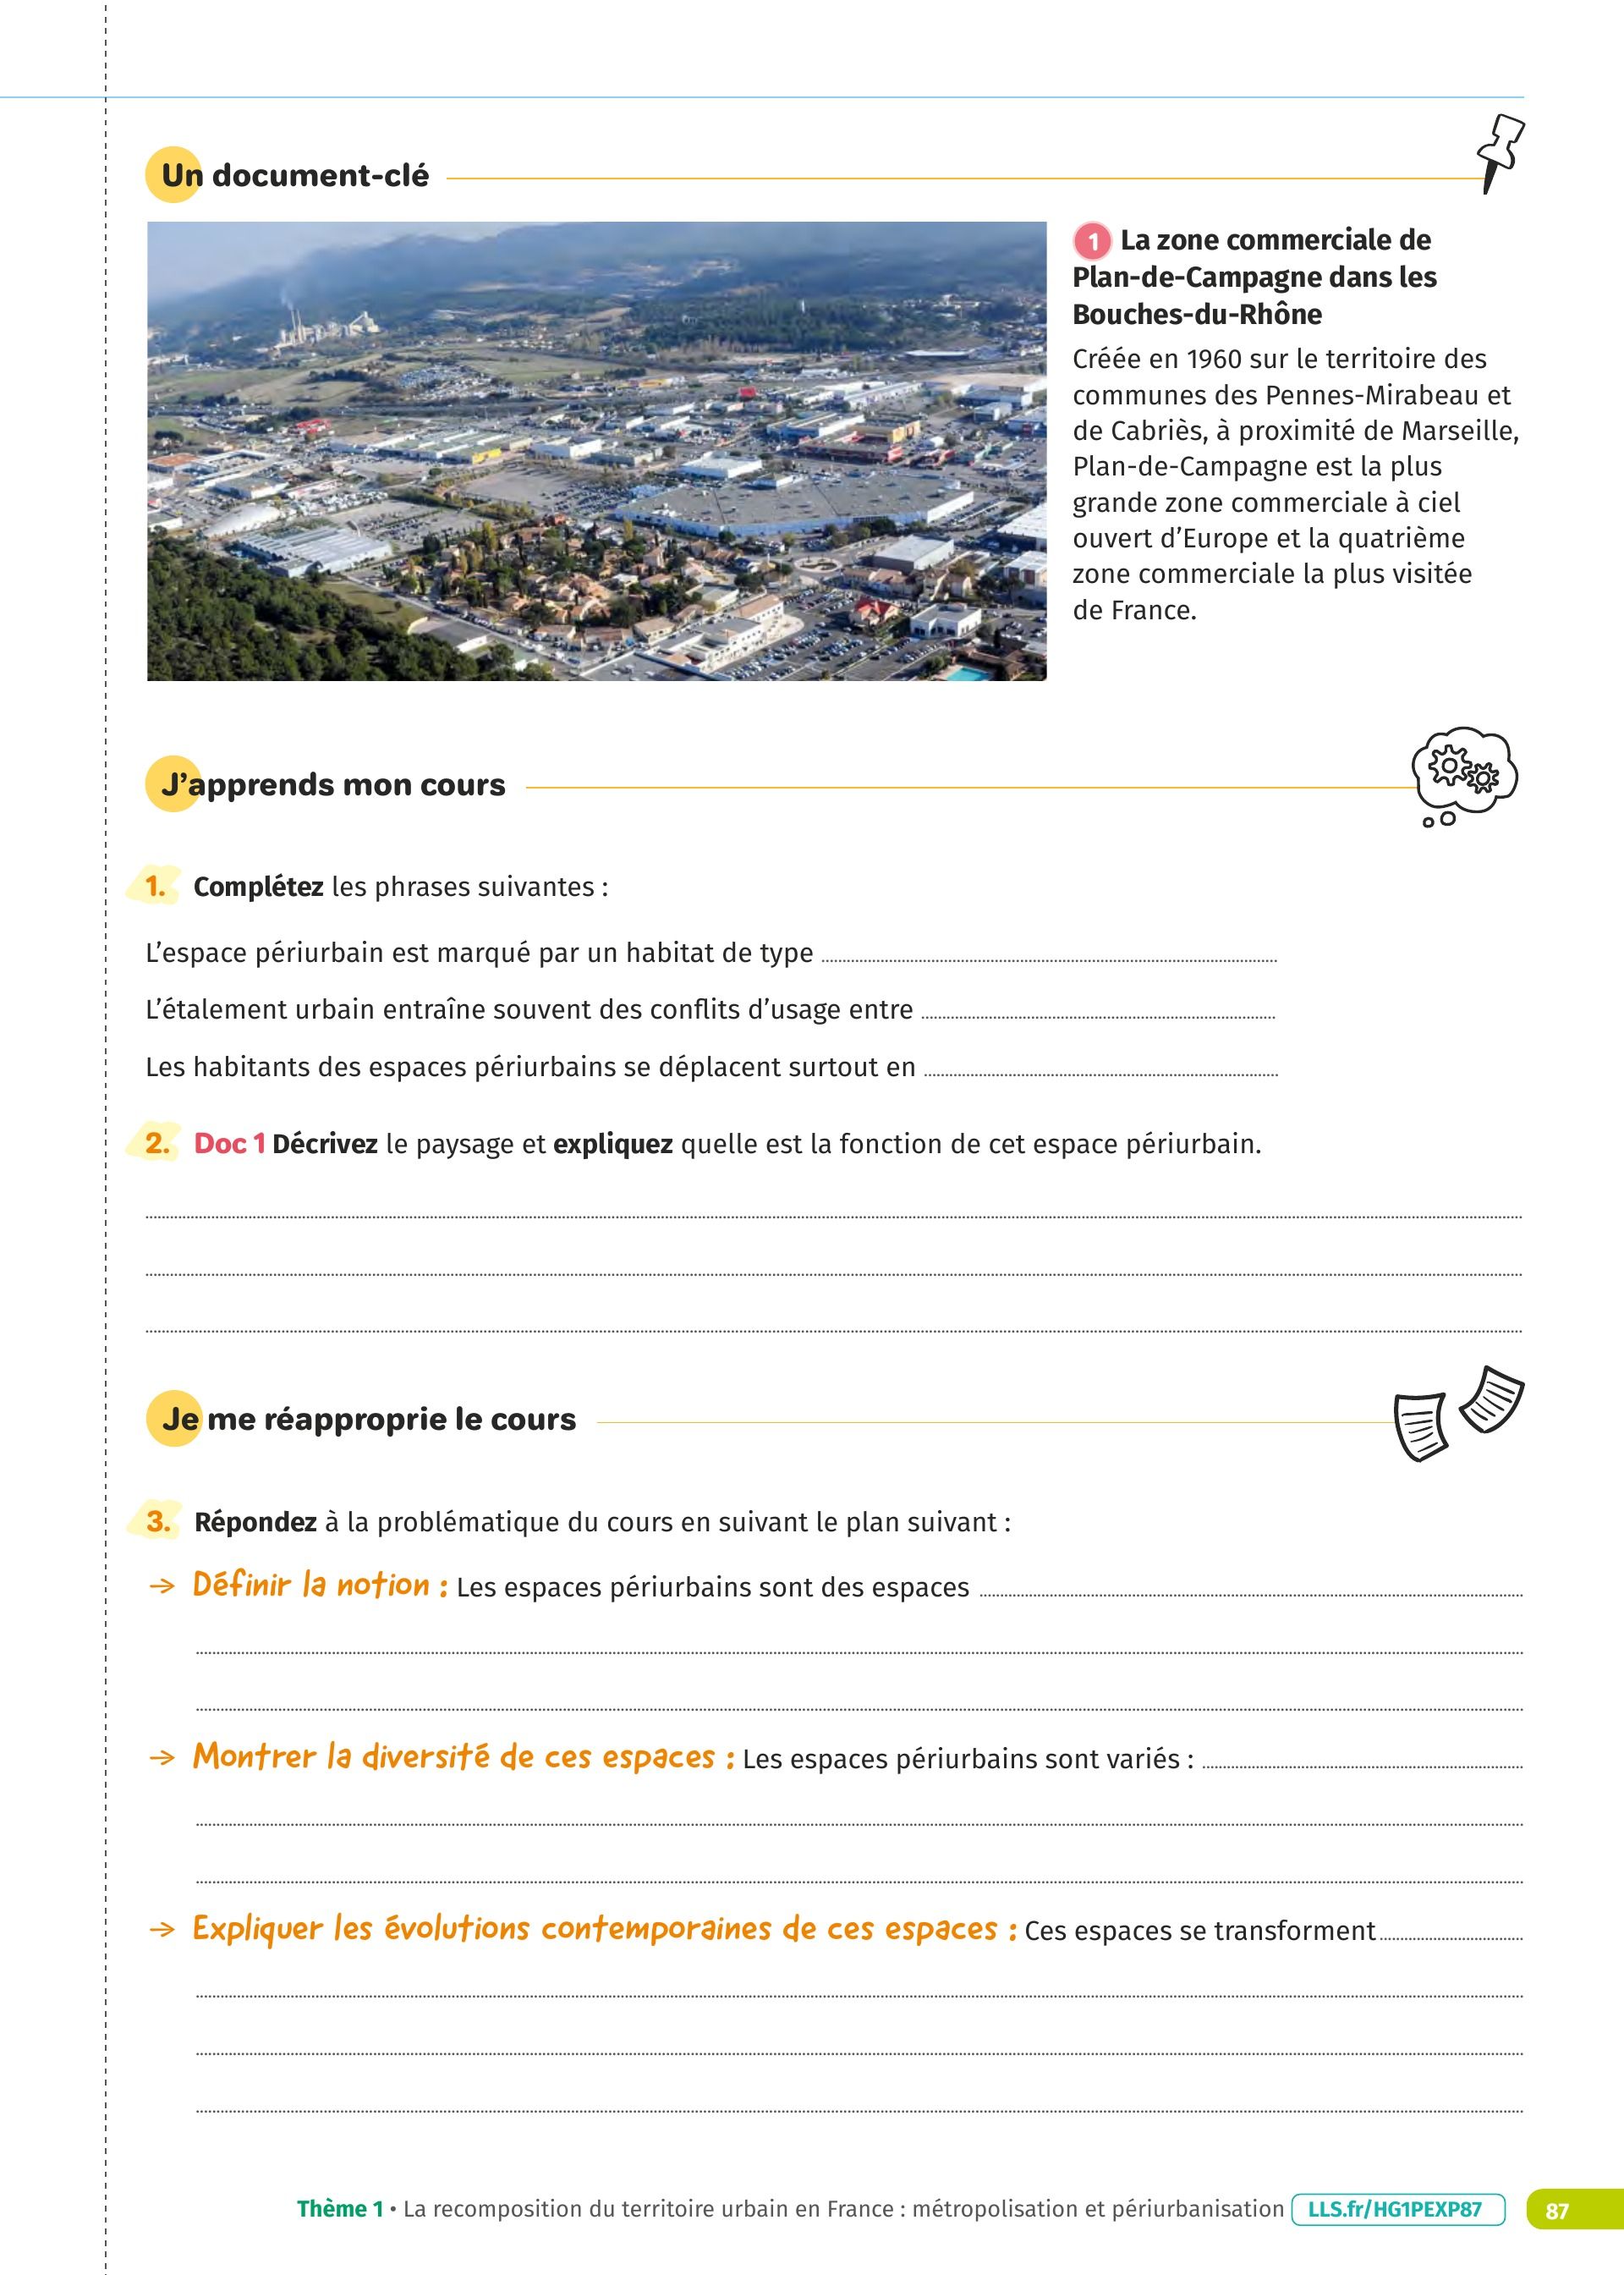 Un document-clé
1 La zone commerciale de
Plan-de-Campagne dans les
Bouches-du-Rhône
Créée en 1960 sur le territoire des
communes des Pennes-Mirabeau et
de Cabriès, à proximité de Marseille,
Plan-de-Campagne est la plus
grande zone commerciale à ciel
ouvert d’Europe et la quatrième
zone commerciale la plus visitée
de France.
J’apprends mon cours
1. Complétez les phrases suivantes :
L’espace périurbain est marqué par un habitat de type
L’étalement urbain entraîne souvent des conflits d’usage entre
Les habitants des espaces périurbains se déplacent surtout en
2. Doc 1 Décrivez le paysage et expliquez quelle est la fonction de cet espace périurbain.
Je me réapproprie le cours
3. Répondez à la problématique du cours en suivant le plan suivant :
→ Définir la notion : Les espaces périurbains sont des espaces
→ Montrer la diversité de ces espaces : Les espaces périurbains sont variés :
→ Expliquer les évolutions contemporaines de ces espaces : Ces espaces se transforment
Thème 1 • La recomposition du territoire urbain en France : métropolisation et périurbanisation LLS.fr/HG1PEXP87 87